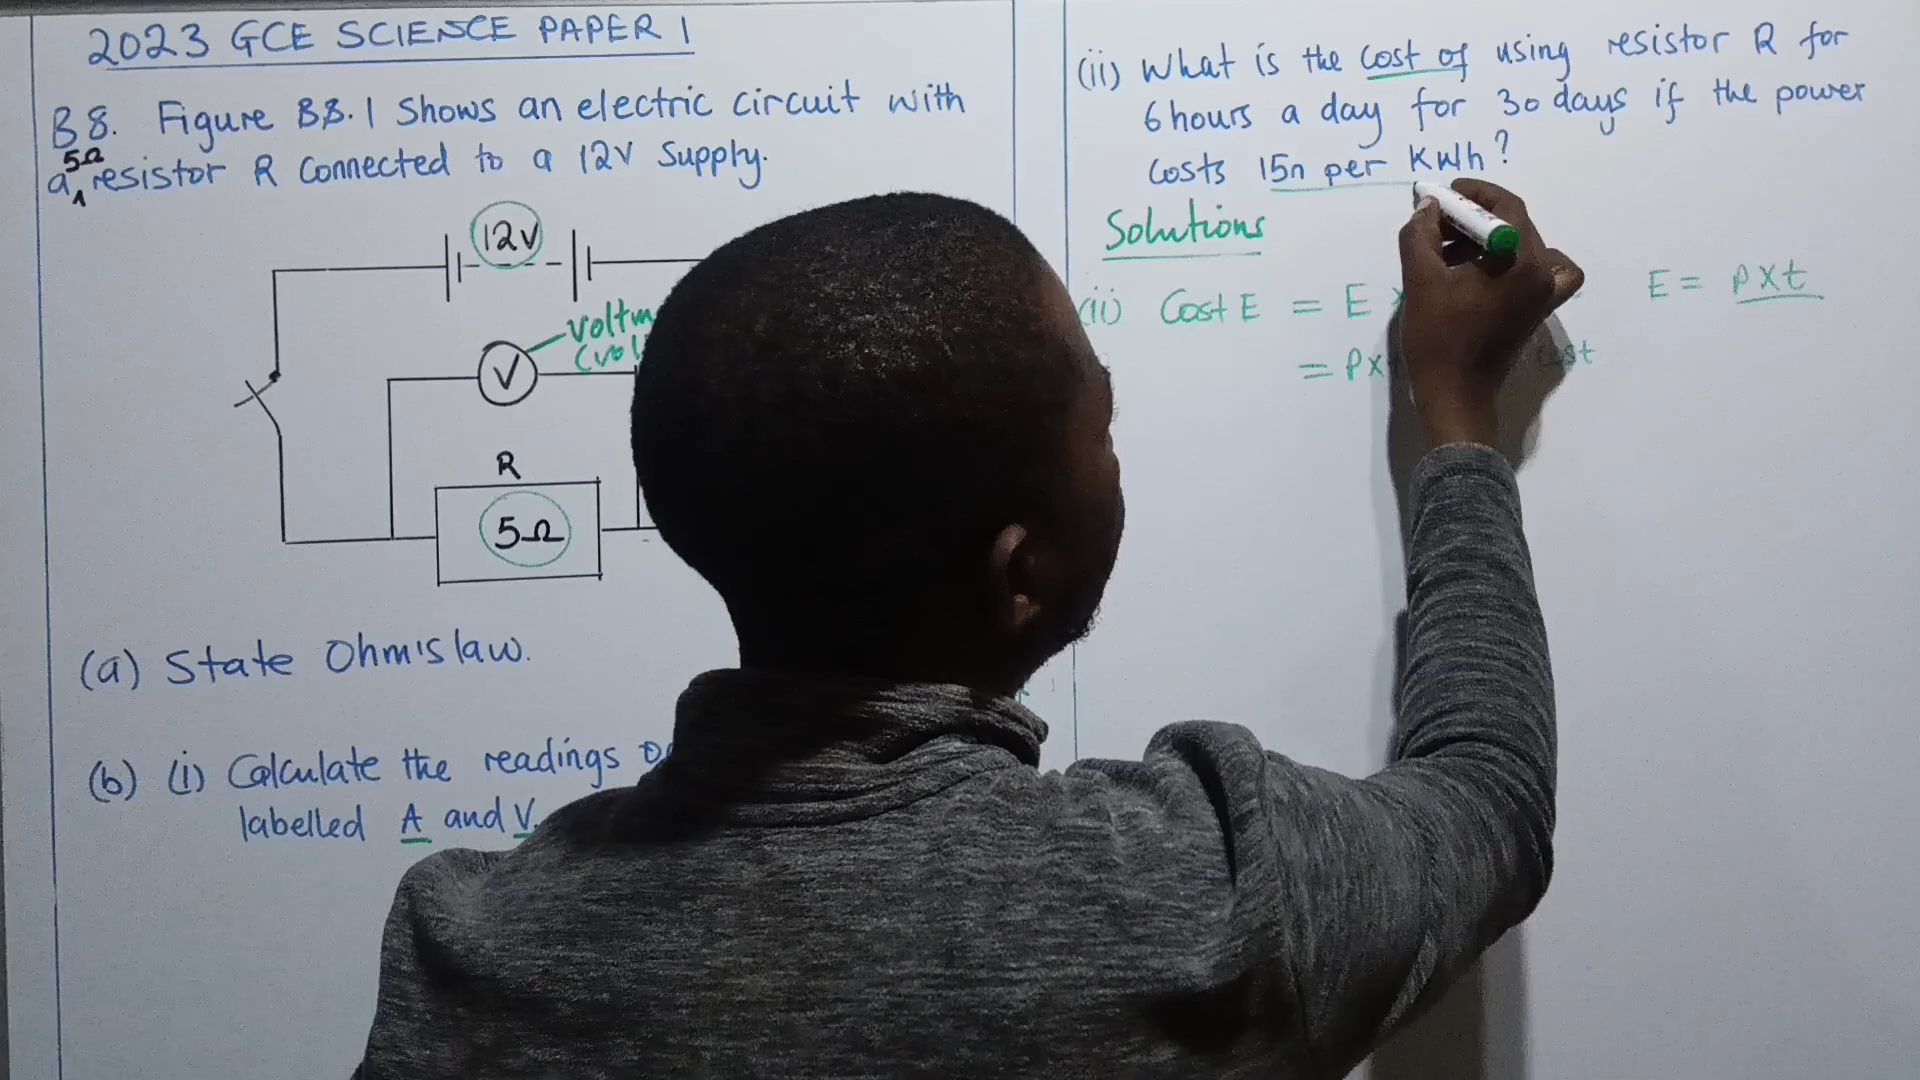 2023 GCE SCIENCE PAPER 1
B8. Figure B8.1 Shows an electric circuit with
5Ω
a resistor R connected to a 12V Supply.
12V
voltm
(vol
V
R
5Ω
(a) State Ohm's law.
(b) (i) Calculate the readings
labelled A and V.
(ii) What is the cost of using resistor R for
6 hours a day for 30 days if the power
costs 15n per KWh?
Solutions
(ii) Cost E = E
E = P x t
= P x